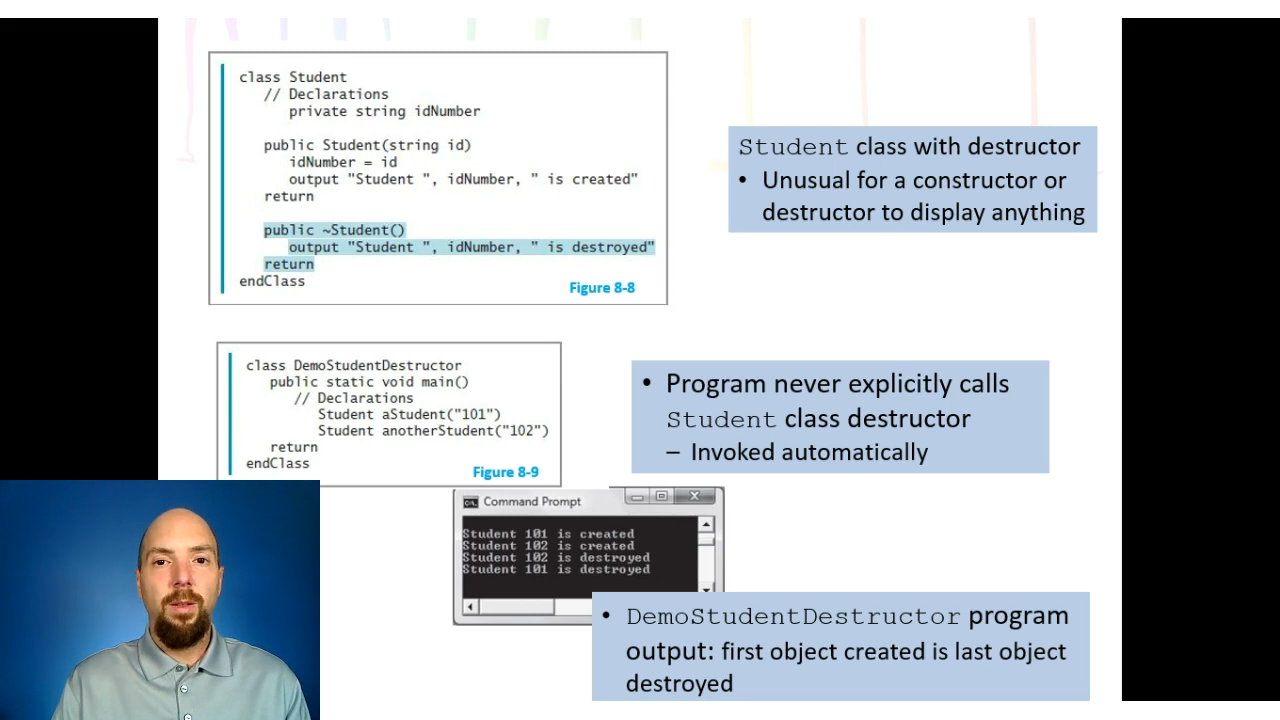 class Student
// Declarations
private string idNumber
public Student(string id)
idNumber = id
output "Student ", idNumber, " is created"
return
public ~Student()
output "Student ", idNumber, " is destroyed"
return
endClass
Figure 8-8
Student class with destructor
• Unusual for a constructor or
destructor to display anything
class DemoStudentDestructor
public static void main()
// Declarations
Student aStudent("101")
Student anotherStudent("102")
return
endClass
Figure 8-9
• Program never explicitly calls
Student class destructor
– Invoked automatically
Command Prompt
Student 101 is created
Student 102 is created
Student 102 is destroyed
Student 101 is destroyed
• DemoStudentDestructor program
output: first object created is last object
destroyed